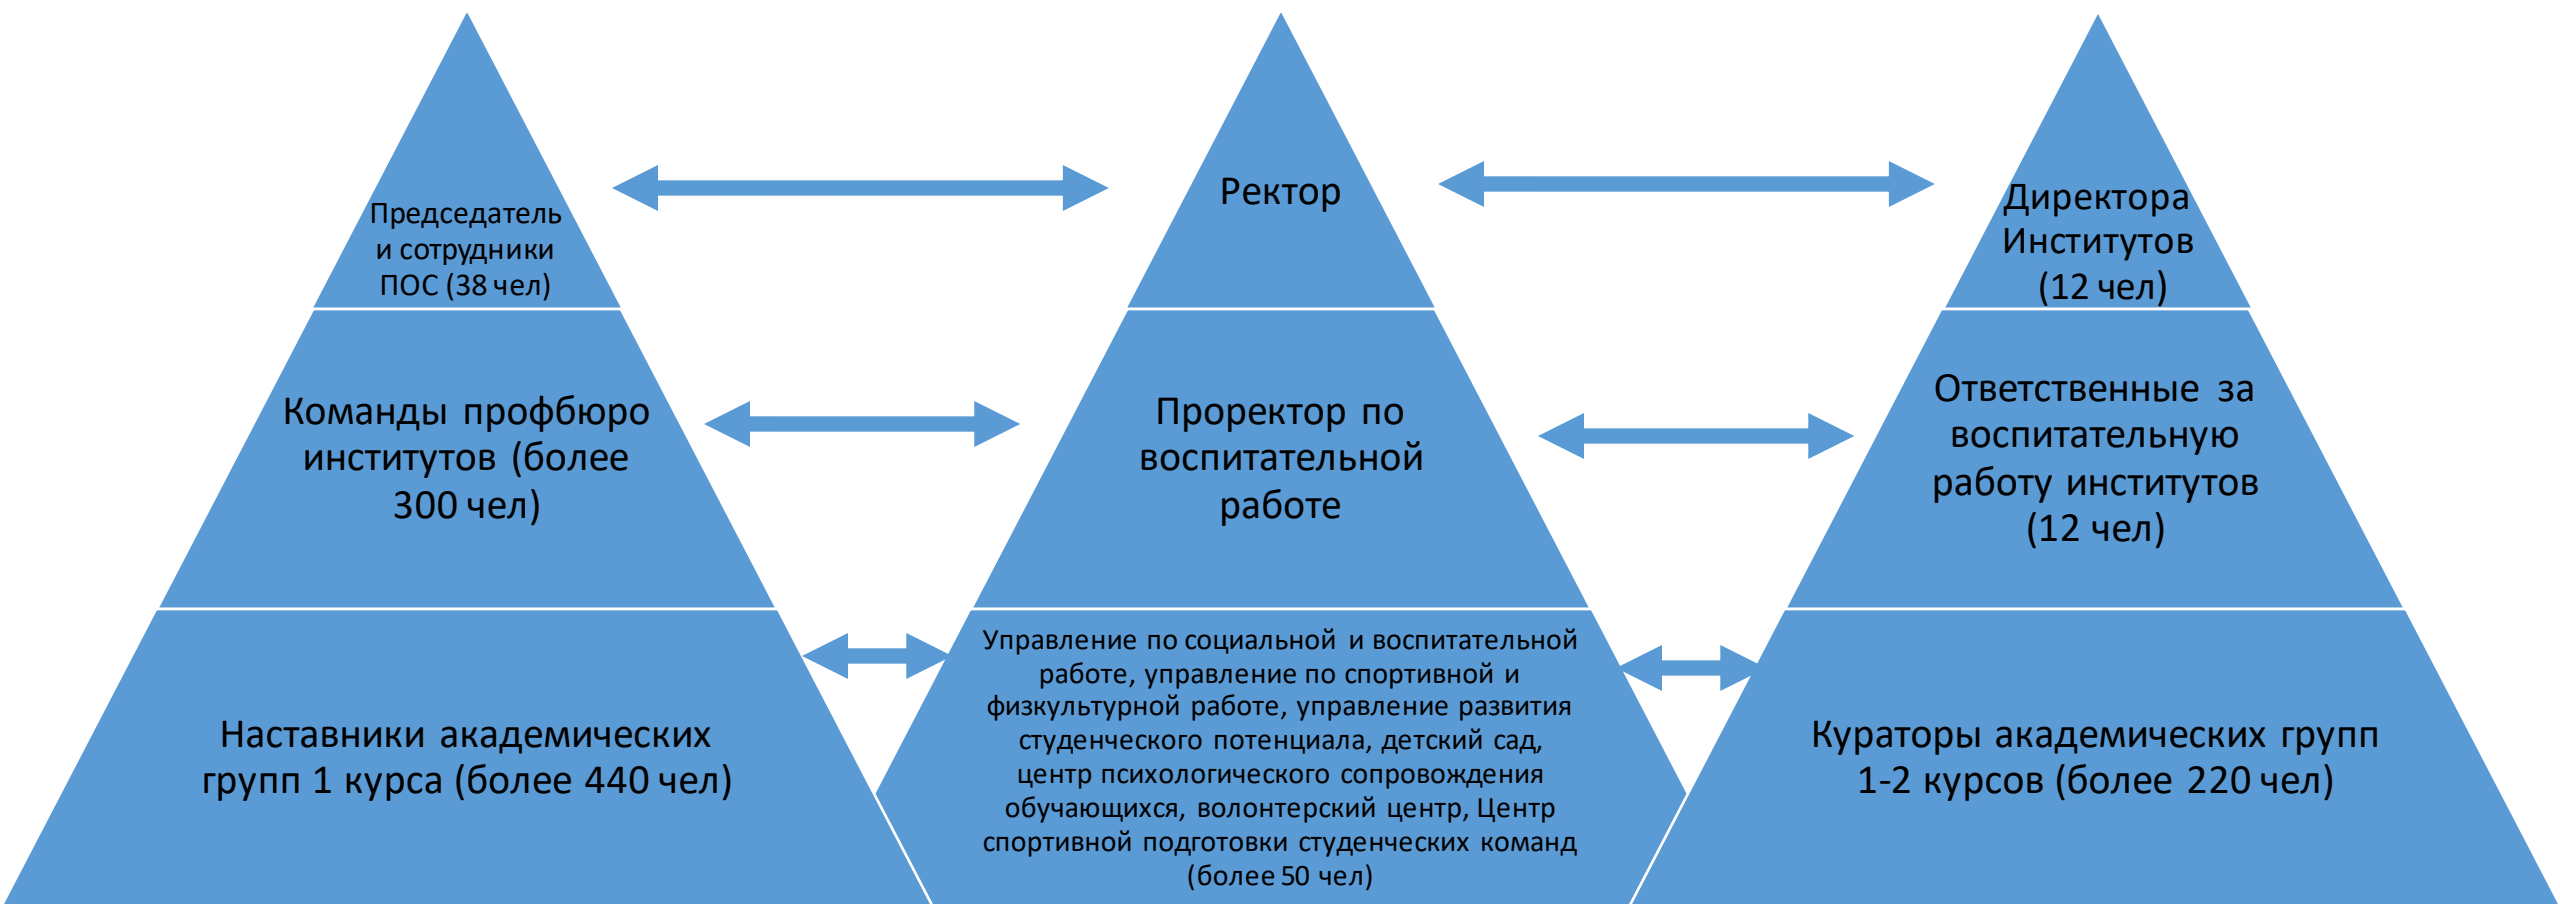 Председатель
и сотрудники
ПОС (38 чел)
Команды профбюро
институтов (более
300 чел)
Наставники академических
групп 1 курса (более 440 чел)
Ректор
Проректор по
воспитательной
работе
Управление по социальной и воспитательной
работе, управление по спортивной и
физкультурной работе, управление развития
студенческого потенциала, детский сад,
центр психологического сопровождения
обучающихся, волонтерский центр, Центр
спортивной подготовки студенческих команд
(более 50 чел)
Директора
Институтов
(12 чел)
Ответственные за
воспитательную
работу институтов
(12 чел)
Кураторы академических групп
1-2 курсов (более 220 чел)